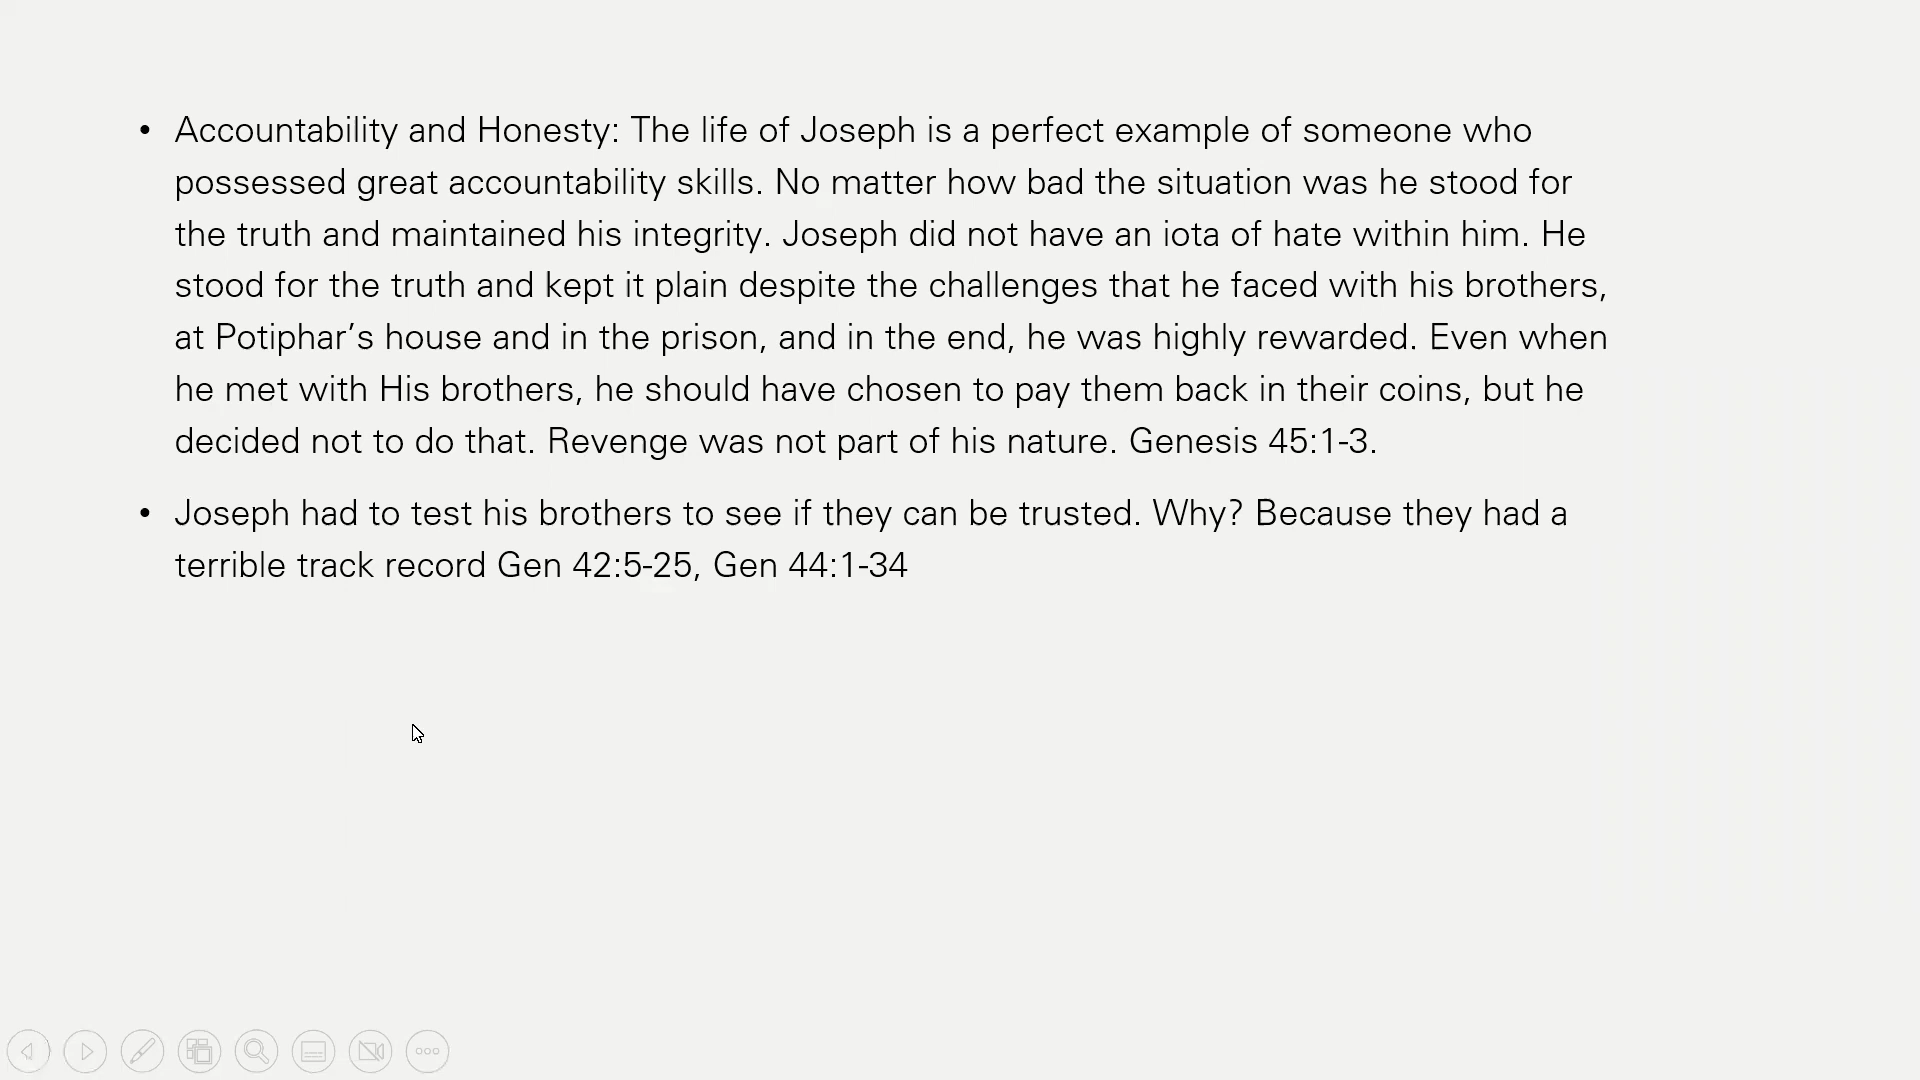 • Accountability and Honesty: The life of Joseph is a perfect example of someone who
possessed great accountability skills. No matter how bad the situation was he stood for
the truth and maintained his integrity. Joseph did not have an iota of hate within him. He
stood for the truth and kept it plain despite the challenges that he faced with his brothers,
at Potiphar’s house and in the prison, and in the end, he was highly rewarded. Even when
he met with His brothers, he should have chosen to pay them back in their coins, but he
decided not to do that. Revenge was not part of his nature. Genesis 45:1-3.
• Joseph had to test his brothers to see if they can be trusted. Why? Because they had a
terrible track record Gen 42:5-25, Gen 44:1-34